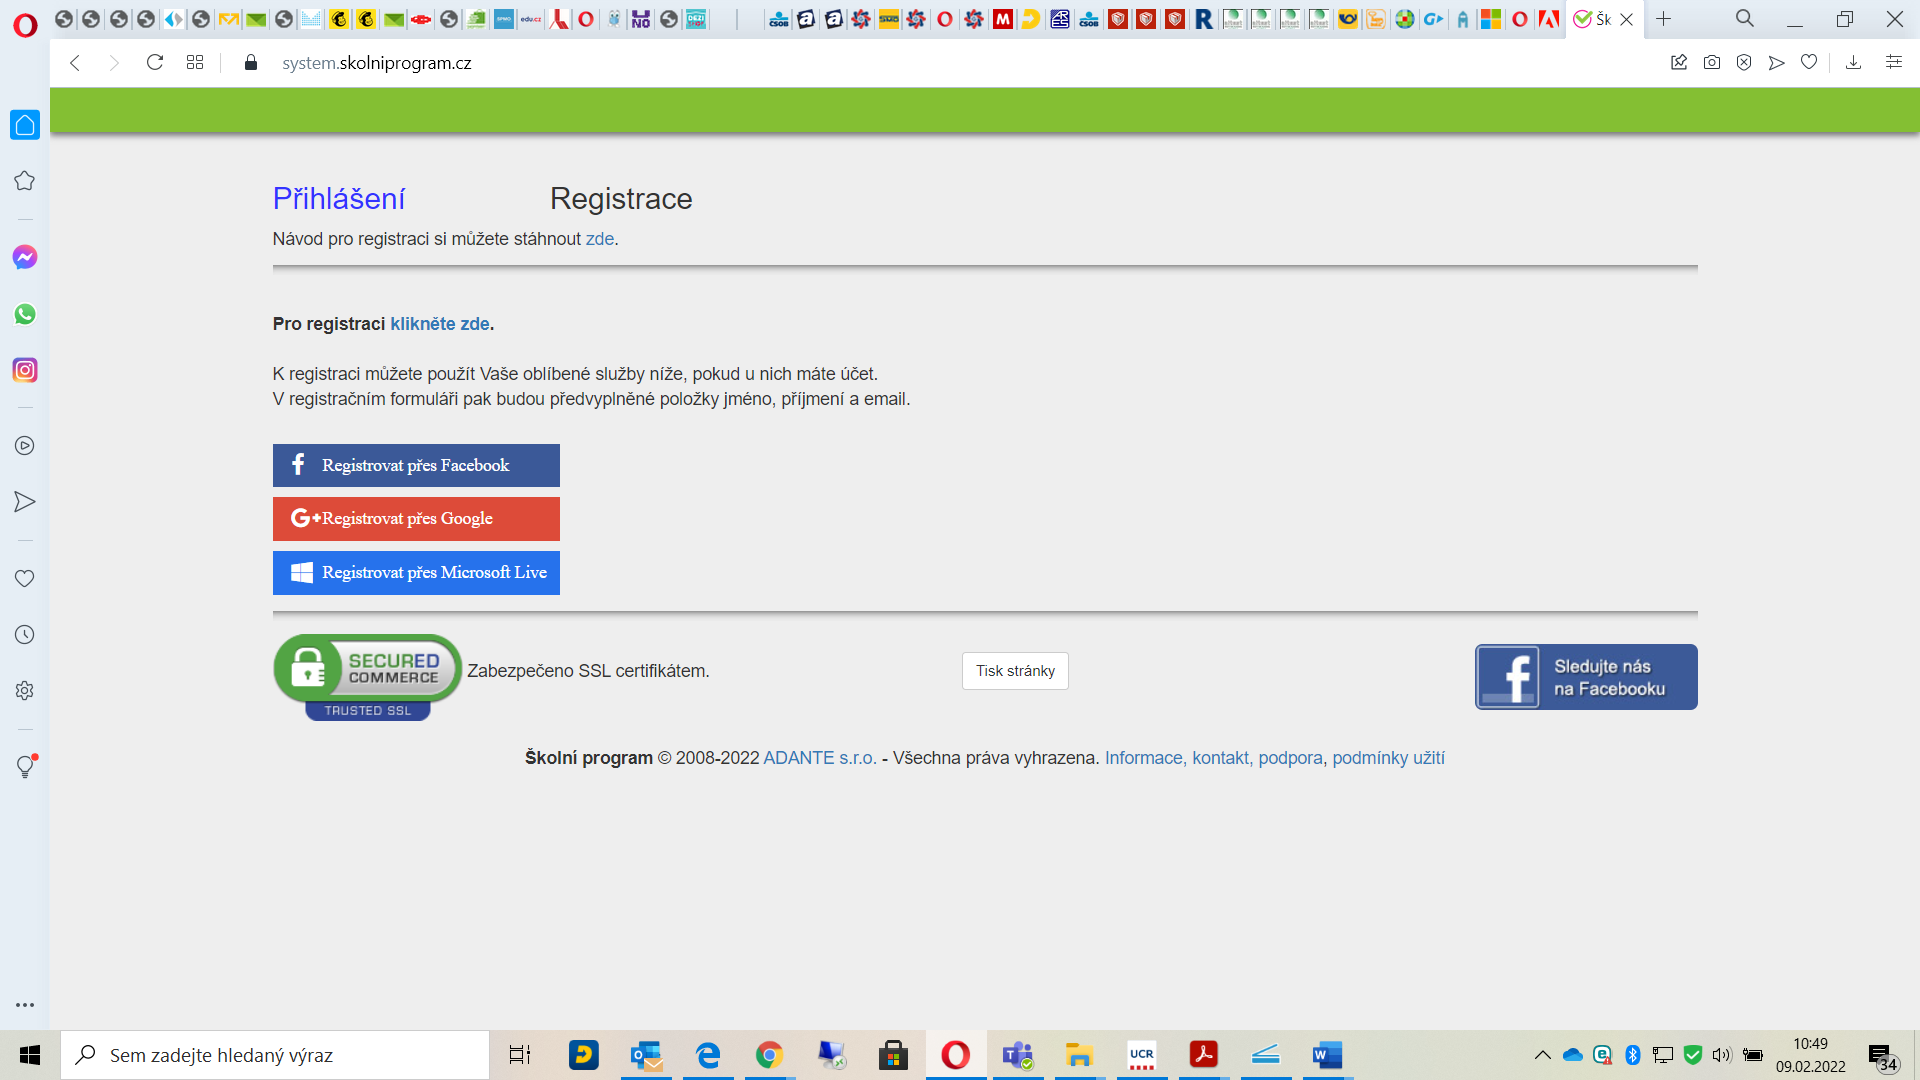 Šk
system.skolniprogram.cz
Přihlášení
Registrace
Návod pro registraci si můžete stáhnout zde.
Pro registraci klikněte zde.
K registraci můžete použít Vaše oblíbené služby níže, pokud u nich máte účet.
V registračním formuláři pak budou předvyplněné položky jméno, příjmení a email.
Registrovat přes Facebook
Registrovat přes Google
Registrovat přes Microsoft Live
SECURED
COMMERCE
TRUSTED SSL
Zabezpečeno SSL certifikátem.
Tisk stránky
Sledujte nás
na Facebooku
Školní program © 2008-2022 ADANTE s.r.o. - Všechna práva vyhrazena. Informace, kontakt, podpora, podmínky užití
Sem zadejte hledaný výraz
UCR
10:49
09.02.2022
34